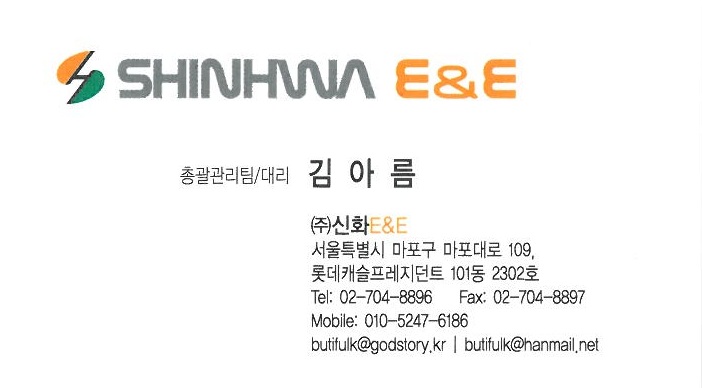 SHINHWA E&E
총괄관리팀/대리 김 아 름
㈜신화E&E
서울특별시 마포구 마포대로 109,
롯데캐슬프레지던트 101동 2302호
Tel: 02-704-8896 Fax: 02-704-8897
Mobile: 010-5247-6186
butifulk@godstory.kr | butifulk@hanmail.net